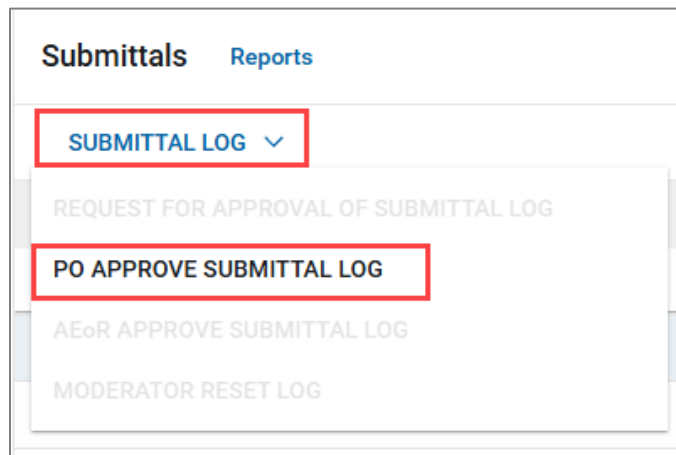 Submittals Reports
SUBMITTAL LOG
REQUEST FOR APPROVAL OF SUBMITTAL LOG
PO APPROVE SUBMITTAL LOG
AEoR APPROVE SUBMITTAL LOG
MODERATOR RESET LOG